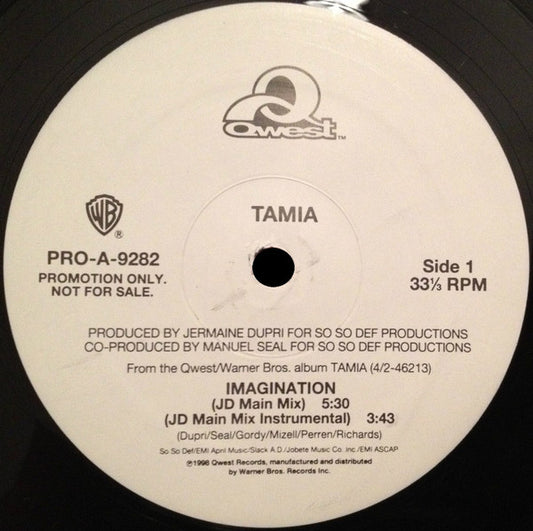 Qwest™
TAMIA
WB®
PRO-A-9282
PROMOTION ONLY.
NOT FOR SALE.
Side 1
33⅓ RPM
PRODUCED BY JERMAINE DUPRI FOR SO SO DEF PRODUCTIONS
CO-PRODUCED BY MANUEL SEAL FOR SO SO DEF PRODUCTIONS
From the Qwest/Warner Bros. album TAMIA (4/2-46213)
IMAGINATION
(JD Main Mix) 5:30
(JD Main Mix Instrumental) 3:43
(Dupri/Seal/Gordy/Mizell/Perren/Richards)
So So Def/EMI April Music/Slack A.D./Jobete Music Co. Inc./EMI ASCAP
℗1998 Qwest Records, manufactured and distributed
by Warner Bros. Records Inc.